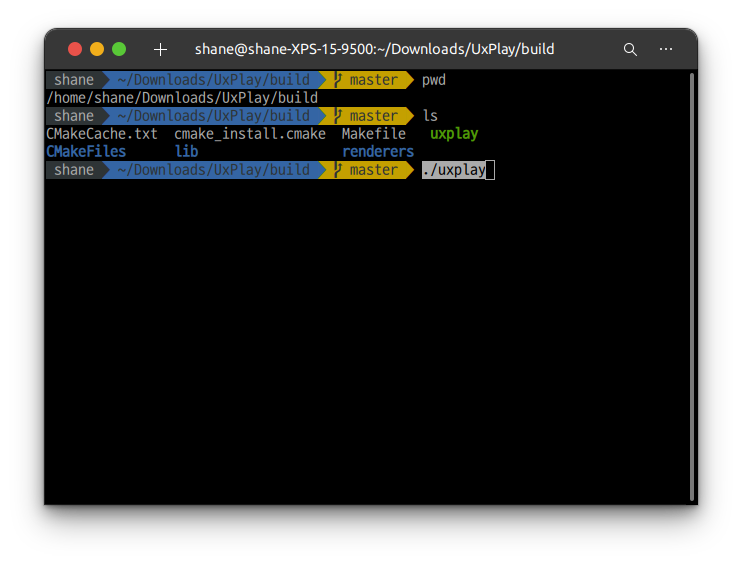 shane@shane-XPS-15-9500:~/Downloads/UxPlay/build
shane ~/Downloads/UxPlay/build master pwd
/home/shane/Downloads/UxPlay/build
shane ~/Downloads/UxPlay/build master ls
CMakeCache.txt cmake_install.cmake Makefile uxplay
CMakeFiles lib renderers
shane ~/Downloads/UxPlay/build master ./uxplay